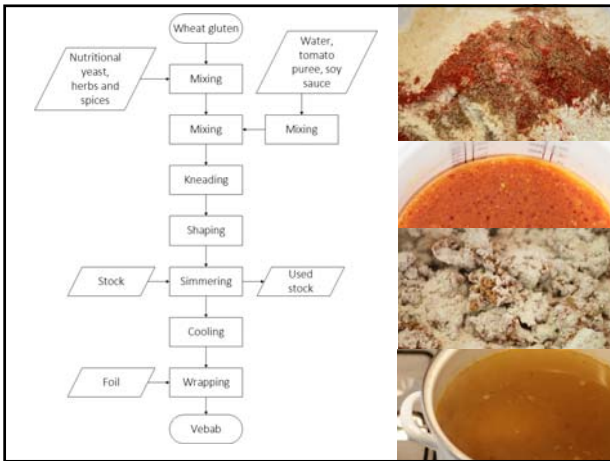 Wheat gluten
Nutritional
yeast,
herbs and
spices
Water,
tomato
puree, soy
sauce
Mixing
Mixing
Mixing
Kneading
Shaping
Stock
Simmering
Used
stock
Cooling
Foil
Wrapping
Vebab